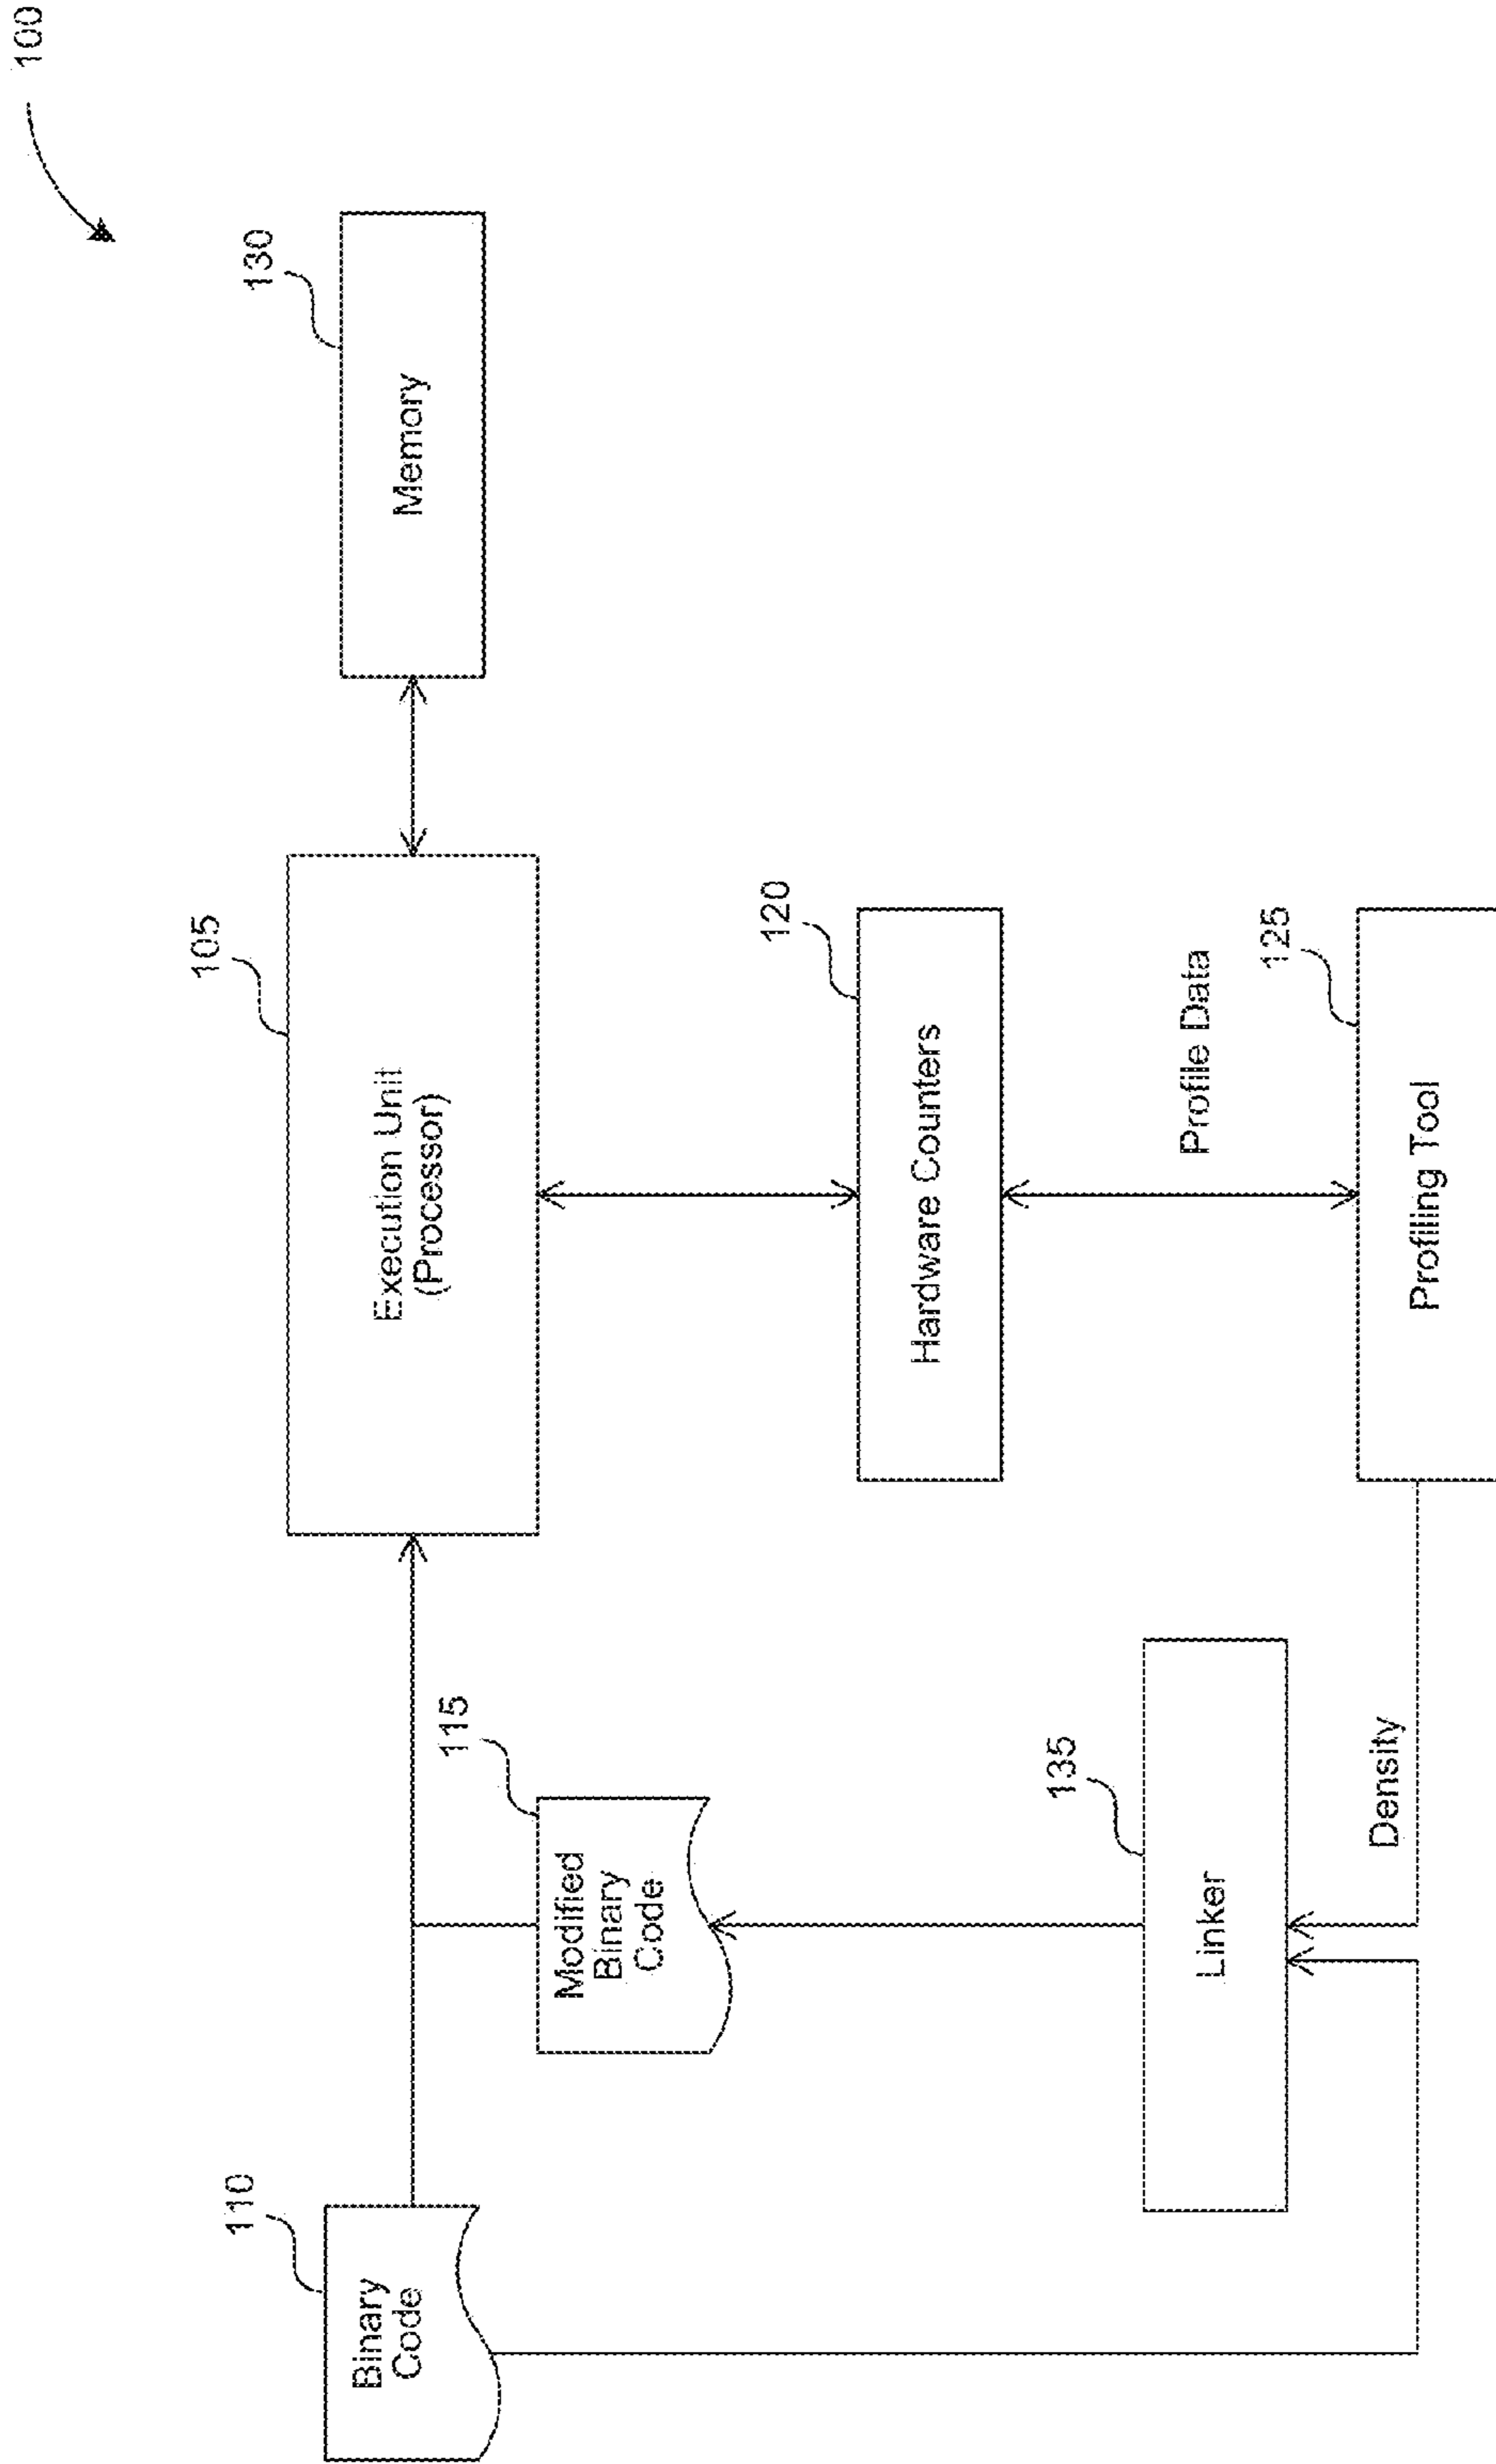 100
130
Memory
105
Execution Unit
(Processor)
110
Binary
Code
115
Modified
Binary
Code
120
Hardware Counters
Profile Data
125
Profiling Tool
135
Linker
Density